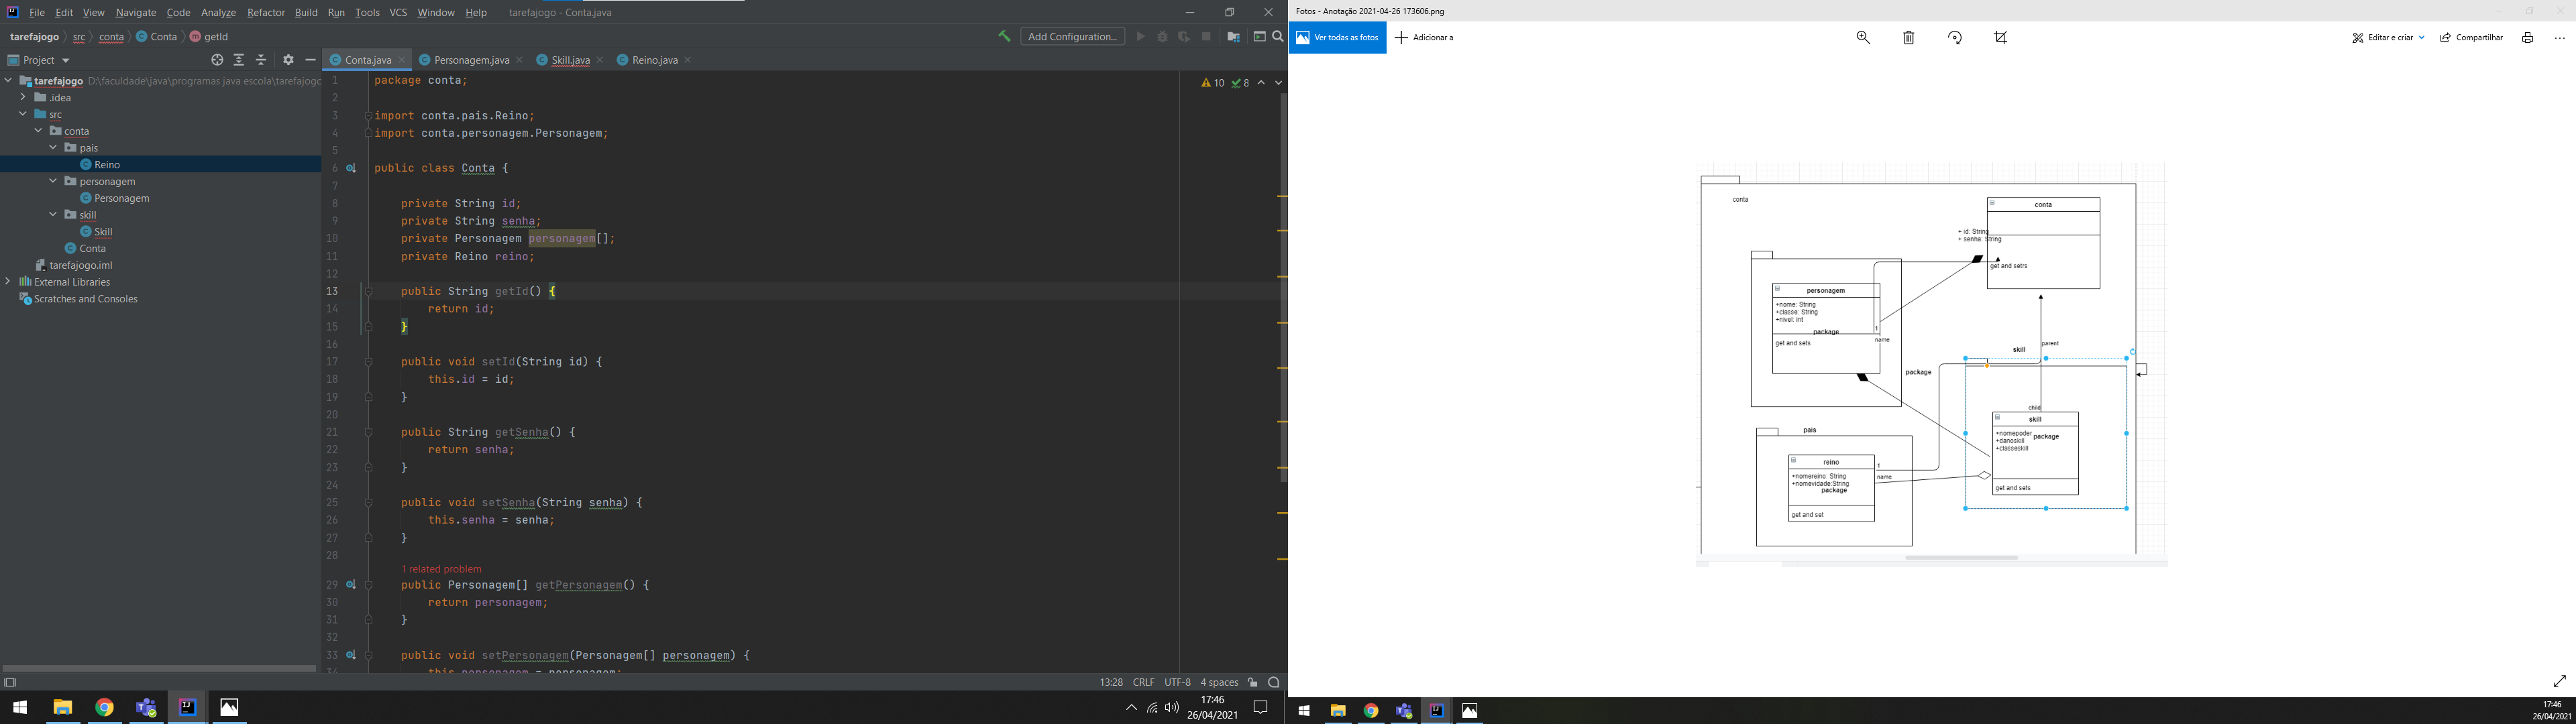 File Edit View Navigate Code Analyze Refactor Build Run Tools VCS Window Help tarefajogo - Conta.java
tarefajogo src conta Conta getId Add Configuration...
Project
Conta.java Personagem.java Skill.java Reino.java
tarefajogo D:\faculdade\java\programas java escola\tarefajogo
.idea
src
conta
pais
Reino
personagem
Personagem
skill
Skill
Conta
tarefajogo.iml
External Libraries
Scratches and Consoles
10 8
1 package conta;
2
3 import conta.pais.Reino;
4 import conta.personagem.Personagem;
5
6 public class Conta {
7
8 private String id;
9 private String senha;
10 private Personagem personagem[];
11 private Reino reino;
12
13 public String getId() {
14 return id;
15 }
16
17 public void setId(String id) {
18 this.id = id;
19 }
20
21 public String getSenha() {
22 return senha;
23 }
24
25 public void setSenha(String senha) {
26 this.senha = senha;
27 }
28
1 related problem
29 public Personagem[] getPersonagem() {
30 return personagem;
31 }
32
33 public void setPersonagem(Personagem[] personagem) {
34 this.personagem = personagem;
13:28 CRLF UTF-8 4 spaces
17:46
26/04/2021
Fotos - Anotação 2021-04-26 173606.png
Ver todas as fotos
Adicionar a
Editar e criar
Compartilhar
conta
conta
+ id: String
+ senha: String
get and setrs
personagem
+nome: String
+classe: String
+nivel: int
package
get and sets
1
name
package
skill
parent
child
skill
+nomepoder
+danoskill
+classeskill
package
get and sets
pais
reino
+nomereino: String
+nomevidade:String
package
get and set
1
name
17:46
26/04/2021